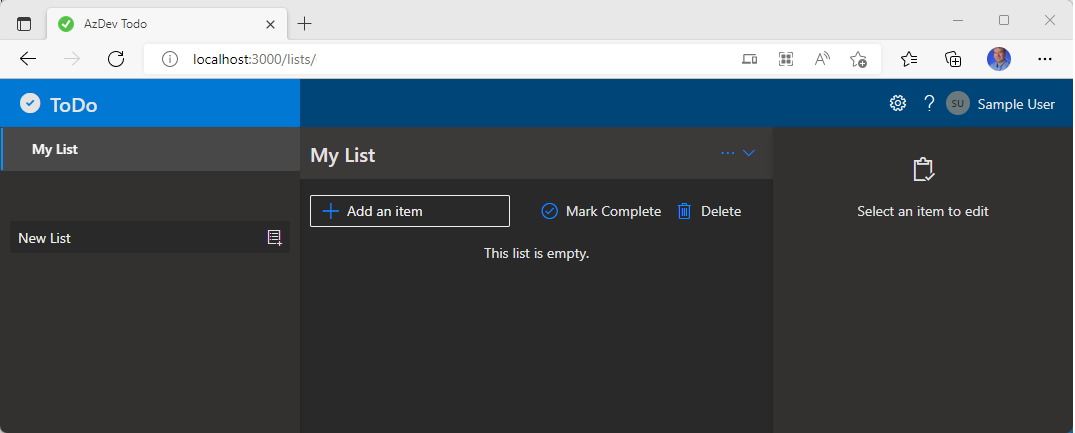 AzDev Todo
localhost:3000/lists/
ToDo
SU
Sample User
My List
My List
Add an item
Mark Complete
Delete
Select an item to edit
New List
This list is empty.